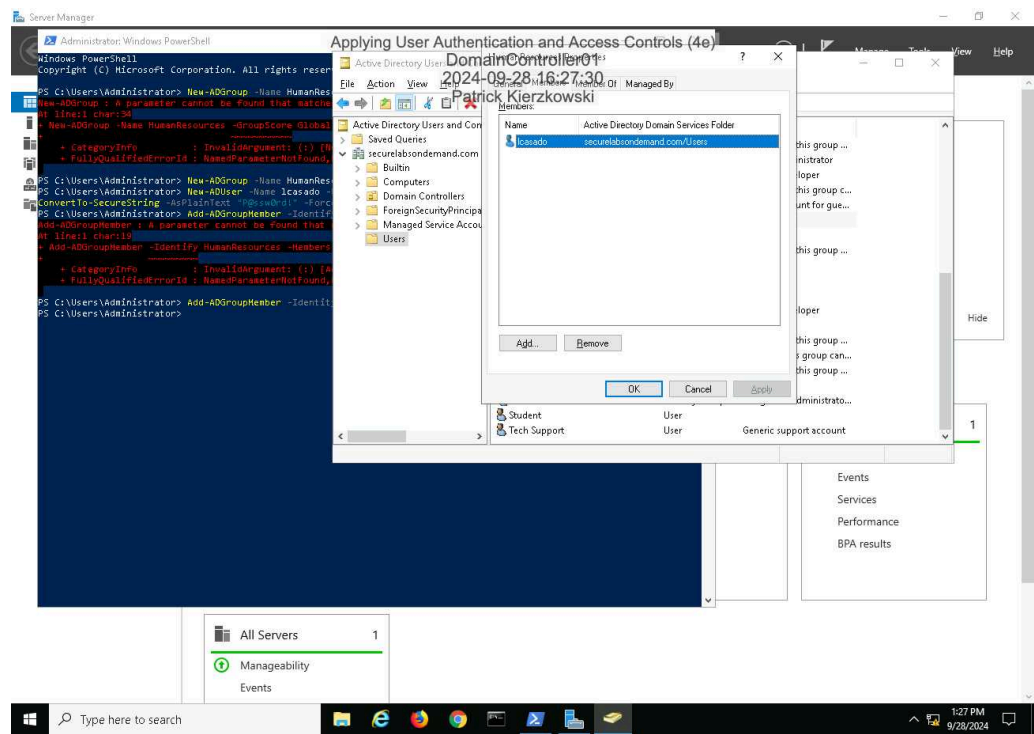 Server Manager
Administrator: Windows PowerShell
Windows PowerShell
Copyright (C) Microsoft Corporation. All rights reser
PS C:\Users\Administrator> New-ADGroup -Name HumanRes
New-ADGroup : A parameter cannot be found that matche
At line:1 char:34
+ New-ADGroup -Name HumanResources -GroupScore Global
+ CategoryInfo : InvalidArgument: (:) [N
+ FullyQualifiedErrorId : NamedParameterNotFound,
PS C:\Users\Administrator> New-ADGroup -Name HumanRes
PS C:\Users\Administrator> New-ADUser -Name lcasado -
ConvertTo-SecureString -AsPlainText "P@ssw0rd!" -Forc
PS C:\Users\Administrator> Add-ADGroupMember -Identif
Add-ADGroupMember : A parameter cannot be found that
At line:1 char:19
+ Add-ADGroupMember -Identify HumanResources -Members
+ CategoryInfo : InvalidArgument: (:) [A
+ FullyQualifiedErrorId : NamedParameterNotFound,
PS C:\Users\Administrator> Add-ADGroupMember -Identit
PS C:\Users\Administrator>
Applying User Authentication and Access Controls (4e)
DomainController01
2024-09-28 16:27:30
Patrick Kierzkowski
Manage Tools View Help
Active Directory User
File Action View Help
Active Directory Users and Con
Saved Queries
securelabsondemand.com
Builtin
Computers
Domain Controllers
ForeignSecurityPrincipa
Managed Service Accou
Users
Properties
? ×
General Members Member Of Managed By
Members:
Name Active Directory Domain Services Folder
lcasado securelabsondemand.com/Users
Add... Remove
OK Cancel Apply
this group ...
inistrator
loper
this group c...
unt for gue...
this group ...
loper
this group ...
s group can...
this group ...
dministrato...
Student User
Tech Support User Generic support account
Hide
1
Events
Services
Performance
BPA results
All Servers 1
Manageability
Events
Type here to search
1:27 PM
9/28/2024